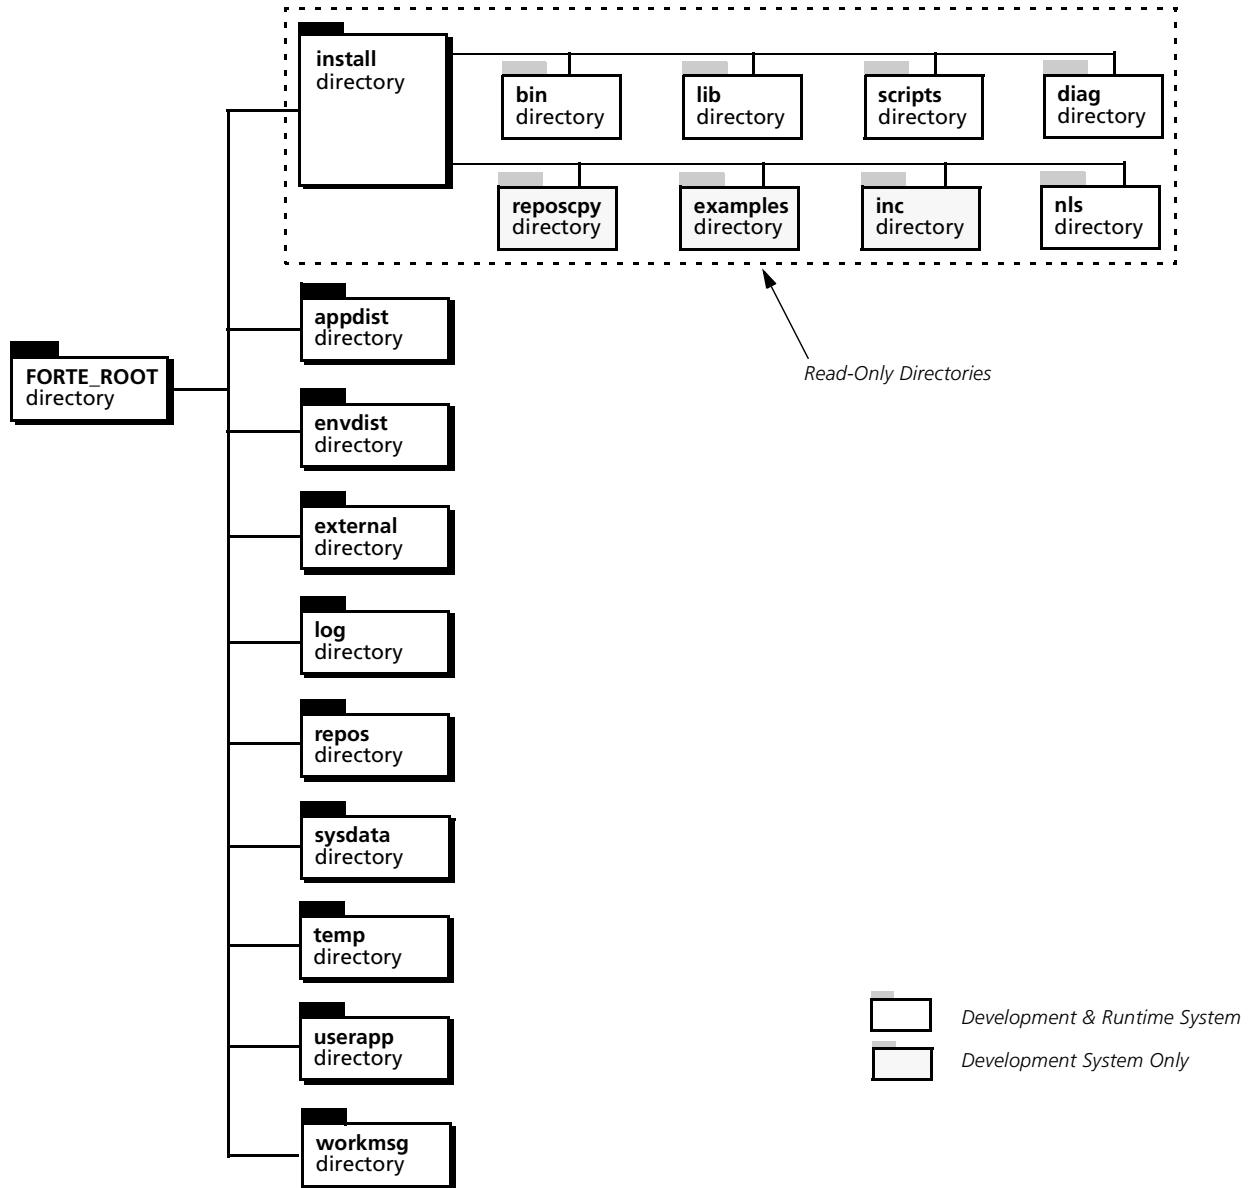 install
directory
bin
directory
lib
directory
scripts
directory
diag
directory
reposcpy
directory
examples
directory
inc
directory
nls
directory
Read-Only Directories
FORTE_ROOT
directory
appdist
directory
envdist
directory
external
directory
log
directory
repos
directory
sysdata
directory
temp
directory
userapp
directory
workmsg
directory
Development & Runtime System
Development System Only